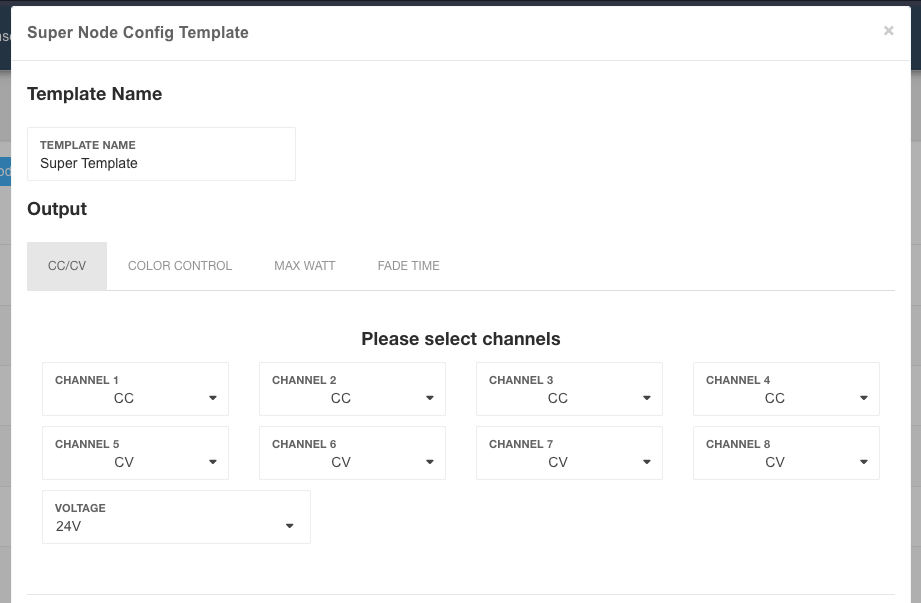 Super Node Config Template
×
Template Name
TEMPLATE NAME
Super Template
Output
CC/CV COLOR CONTROL MAX WATT FADE TIME
Please select channels
CHANNEL 1 CHANNEL 2 CHANNEL 3 CHANNEL 4
CC CC CC CC
CHANNEL 5 CHANNEL 6 CHANNEL 7 CHANNEL 8
CV CV CV CV
VOLTAGE
24V